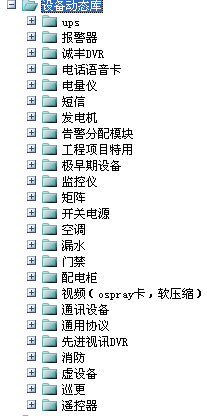 设备动态库
ups
报警器
诚丰DVR
电话语音卡
电量仪
短信
发电机
告警分配模块
工程项目特用
极早期设备
监控仪
矩阵
开关电源
空调
漏水
门禁
配电柜
视频(ospray卡,软压缩)
通讯设备
通用协议
先进视讯DVR
消防
虚设备
巡更
遥控器